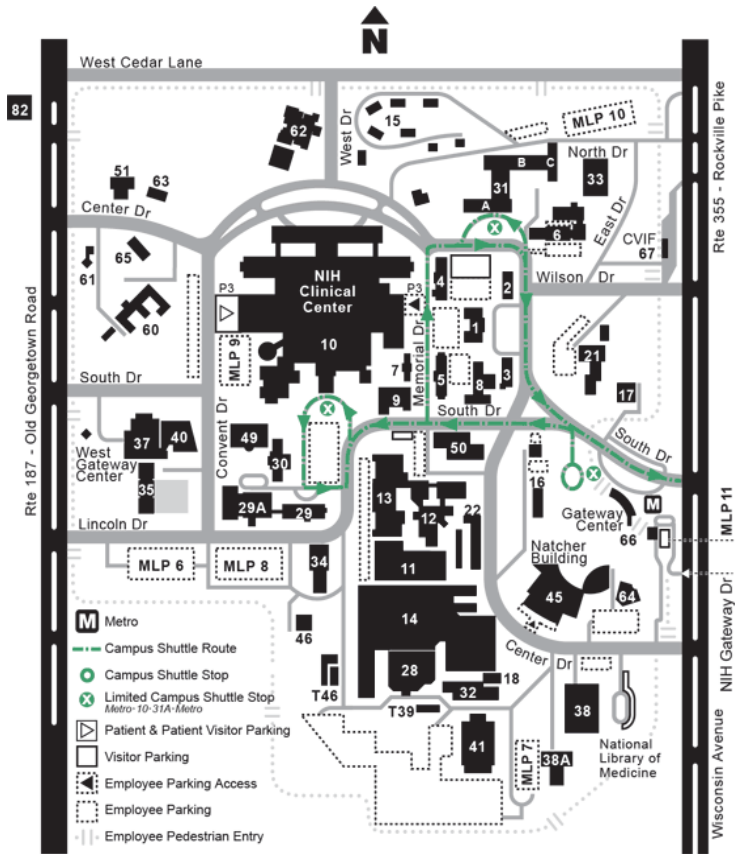 N
West Cedar Lane
82
Rte 187 - Old Georgetown Road
Rte 355 - Rockville Pike
62
West Dr
15
MLP 10
51
63
Center Dr
31
A
B
C
North Dr
33
East Dr
6
CVIF
67
65
61
60
P3
NIH
Clinical
Center
10
P3
Wilson Dr
4
2
1
Memorial Dr
MLP 9
7
9
5
8
3
21
17
South Dr
South Dr
South Dr
37
40
West
Gateway
Center
35
Convent Dr
49
30
50
16
Gateway
Center
M
66
MLP 11
29A
29
13
12
22
Lincoln Dr
MLP 6
MLP 8
34
11
Natcher
Building
45
64
NIH Gateway Dr
46
14
Center Dr
28
18
32
T46
T39
38
41
MLP 7
38A
National
Library of
Medicine
Wisconsin Avenue
M Metro
Campus Shuttle Route
Campus Shuttle Stop
Limited Campus Shuttle Stop
Metro-10-31A-Metro
Patient & Patient Visitor Parking
Visitor Parking
Employee Parking Access
Employee Parking
Employee Pedestrian Entry